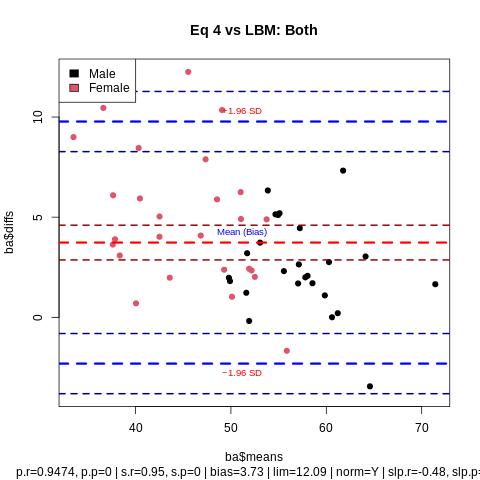 Eq 4 vs LBM: Both
Male
Female
+1.96 SD
Mean (Bias)
−1.96 SD
ba$diffs
0
5
10
40
50
60
70
ba$means
p.r=0.9474, p.p=0 | s.r=0.95, s.p=0 | bias=3.73 | lim=12.09 | norm=Y | slp.r=-0.48, slp.p=